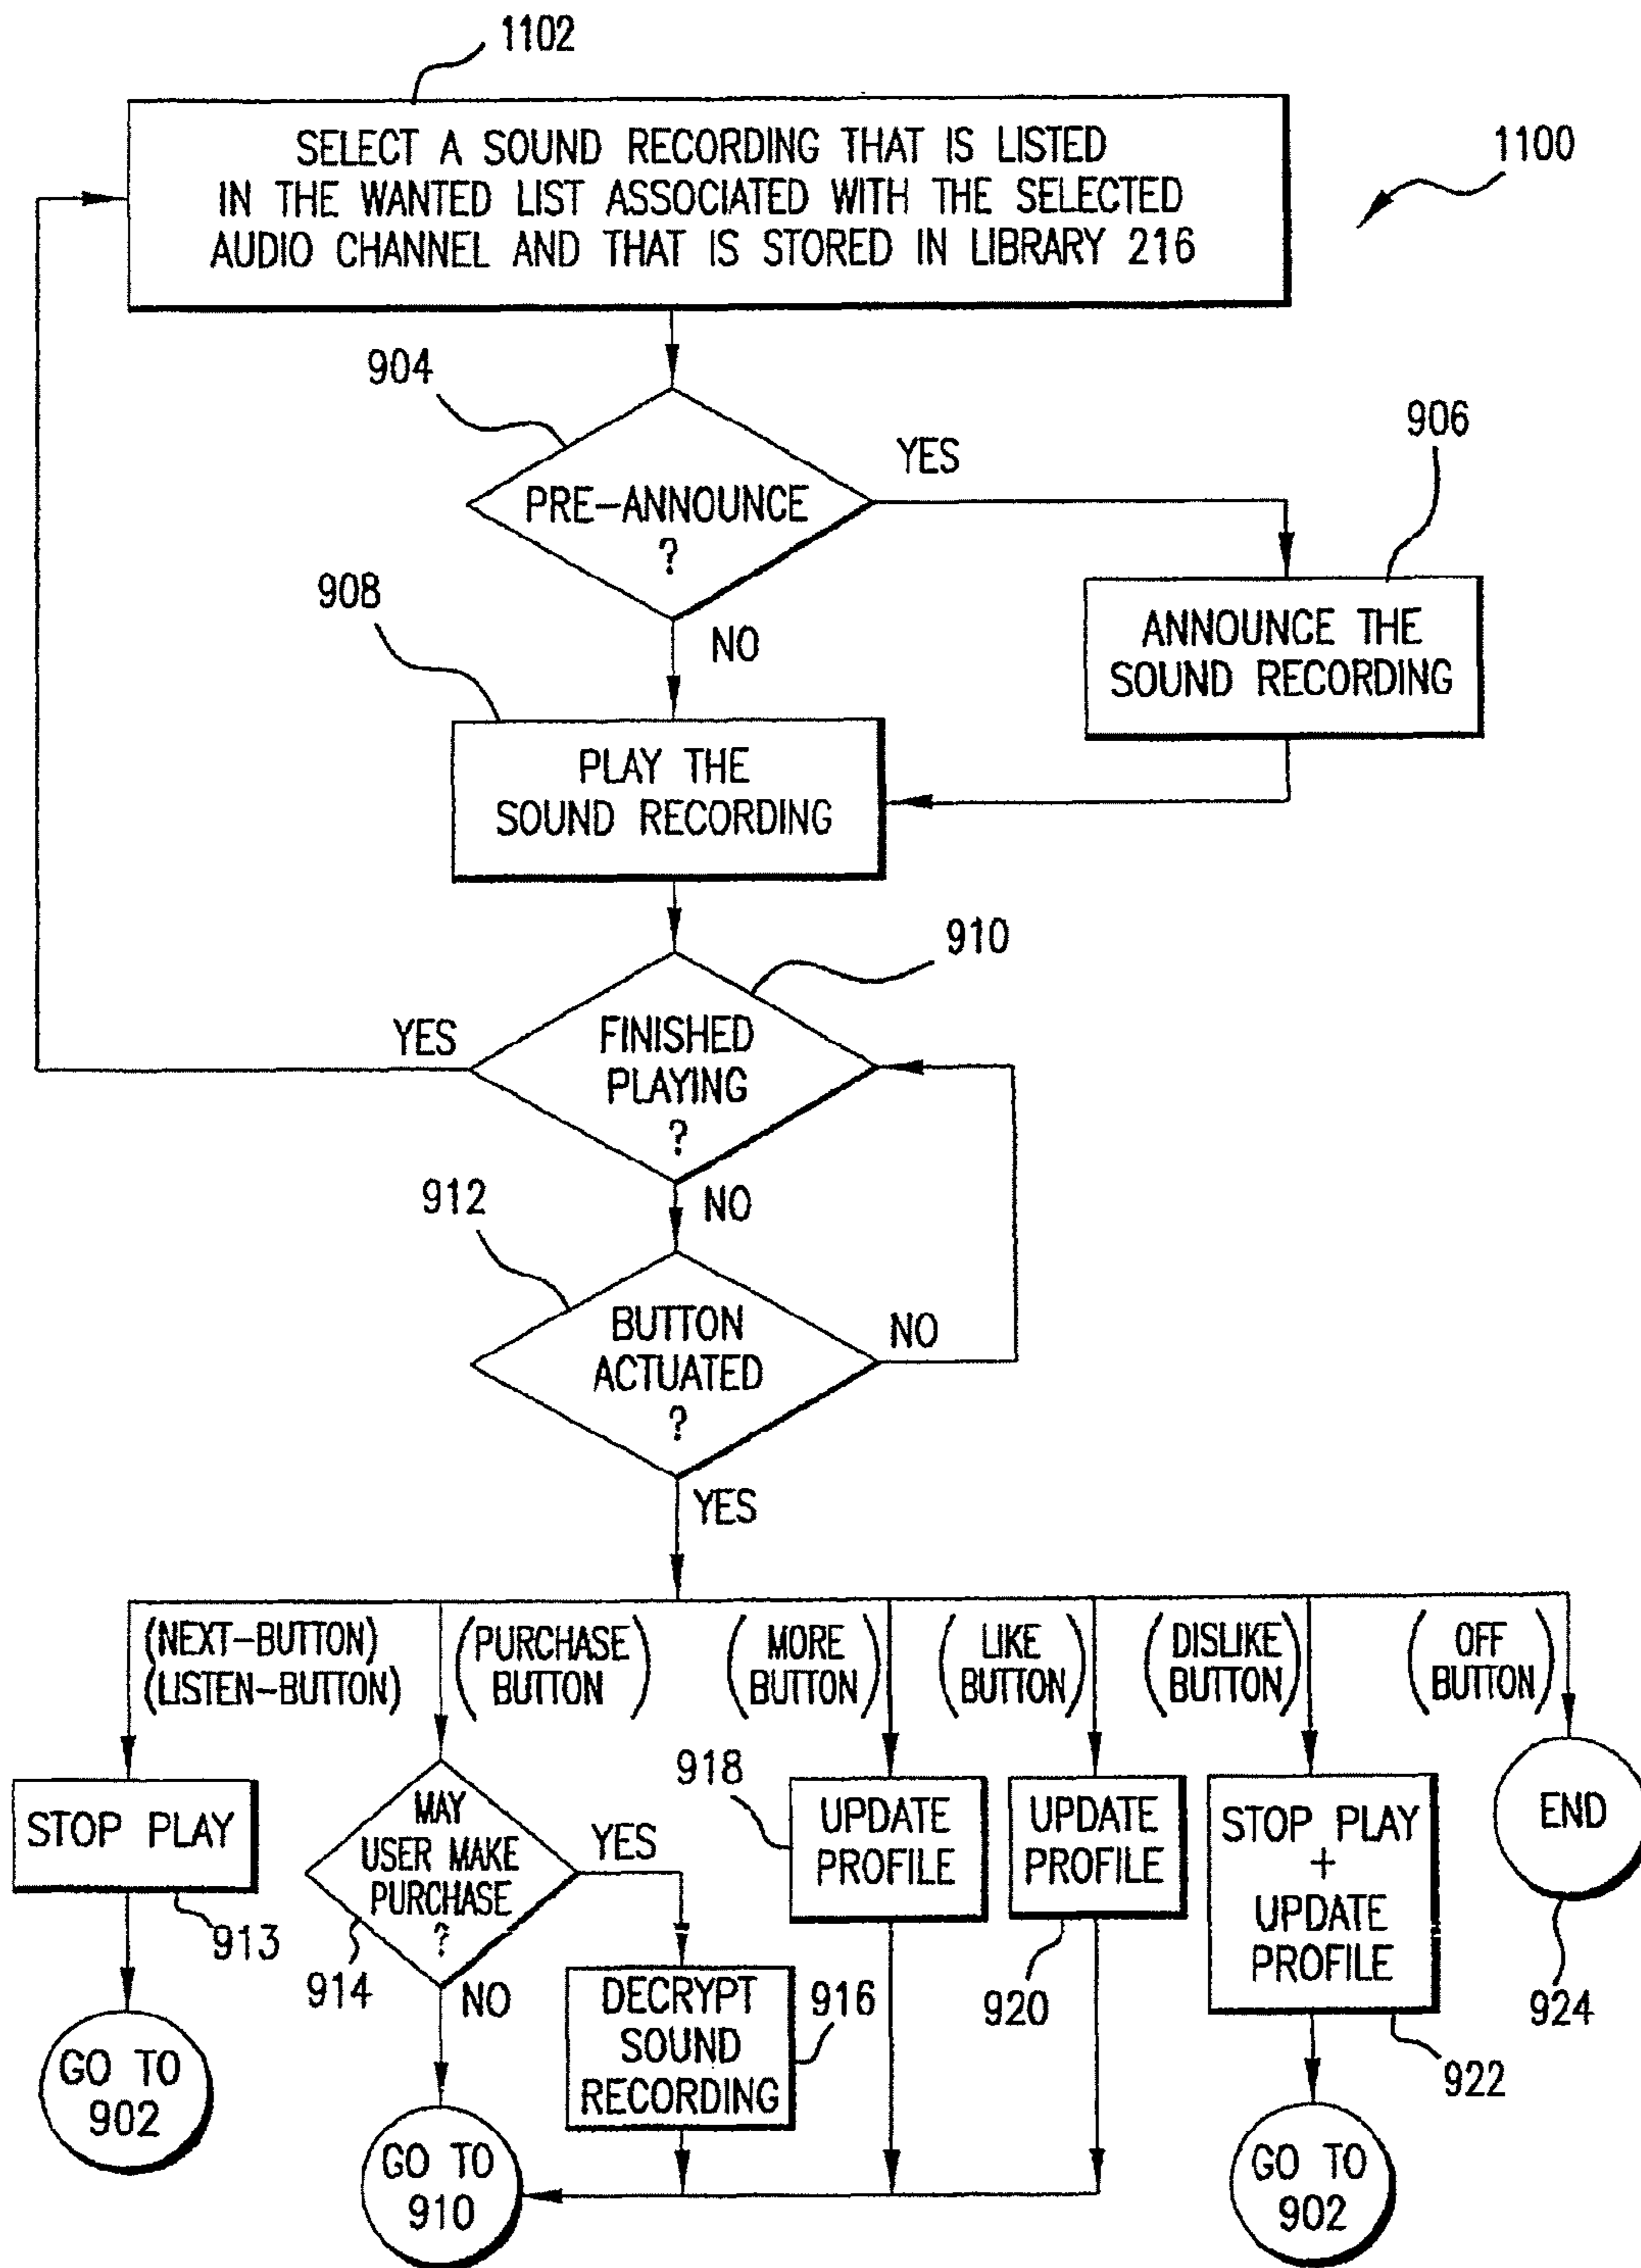 1102
SELECT A SOUND RECORDING THAT IS LISTED
IN THE WANTED LIST ASSOCIATED WITH THE SELECTED
AUDIO CHANNEL AND THAT IS STORED IN LIBRARY 216
1100
904
PRE-ANNOUNCE
?
YES
NO
906
ANNOUNCE THE
SOUND RECORDING
908
PLAY THE
SOUND RECORDING
910
FINISHED
PLAYING
?
YES
NO
912
BUTTON
ACTUATED
?
NO
YES
(NEXT-BUTTON)
(LISTEN-BUTTON)
(PURCHASE
BUTTON)
(MORE
BUTTON)
(LIKE
BUTTON)
(DISLIKE
BUTTON)
(OFF
BUTTON)
STOP PLAY
913
GO TO
902
MAY
USER MAKE
PURCHASE
?
914
YES
NO
DECRYPT
SOUND
RECORDING
916
GO TO
910
918
UPDATE
PROFILE
UPDATE
PROFILE
920
STOP PLAY
+
UPDATE
PROFILE
922
GO TO
902
END
924